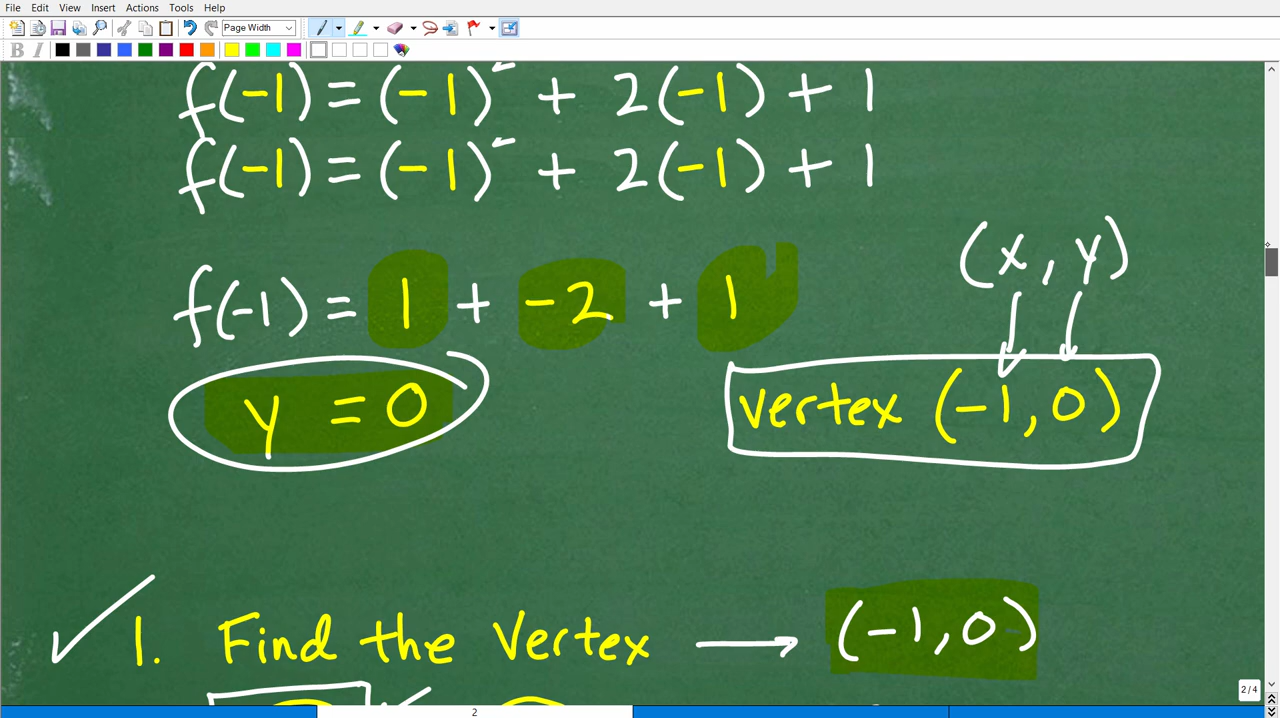 File Edit View Insert Actions Tools Help
Page Width
B I
f(-1) = (-1)² + 2(-1) + 1
f(-1) = (-1)² + 2(-1) + 1
(x, y)
f(-1) = 1 + -2 + 1
y = 0
vertex (-1, 0)
1. Find the Vertex → (-1, 0)
2/4
2